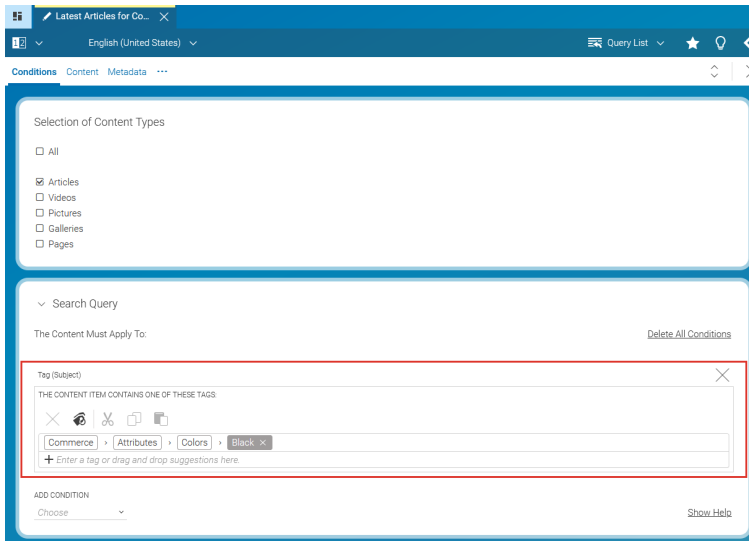 Latest Articles for Co...
12
English (United States)
Query List
Conditions Content Metadata ...
Selection of Content Types
All
Articles
Videos
Pictures
Galleries
Pages
Search Query
The Content Must Apply To:
Delete All Conditions
Tag (Subject)
THE CONTENT ITEM CONTAINS ONE OF THESE TAGS:
Commerce › Attributes › Colors › Black ×
+ Enter a tag or drag and drop suggestions here.
ADD CONDITION
Choose
Show Help